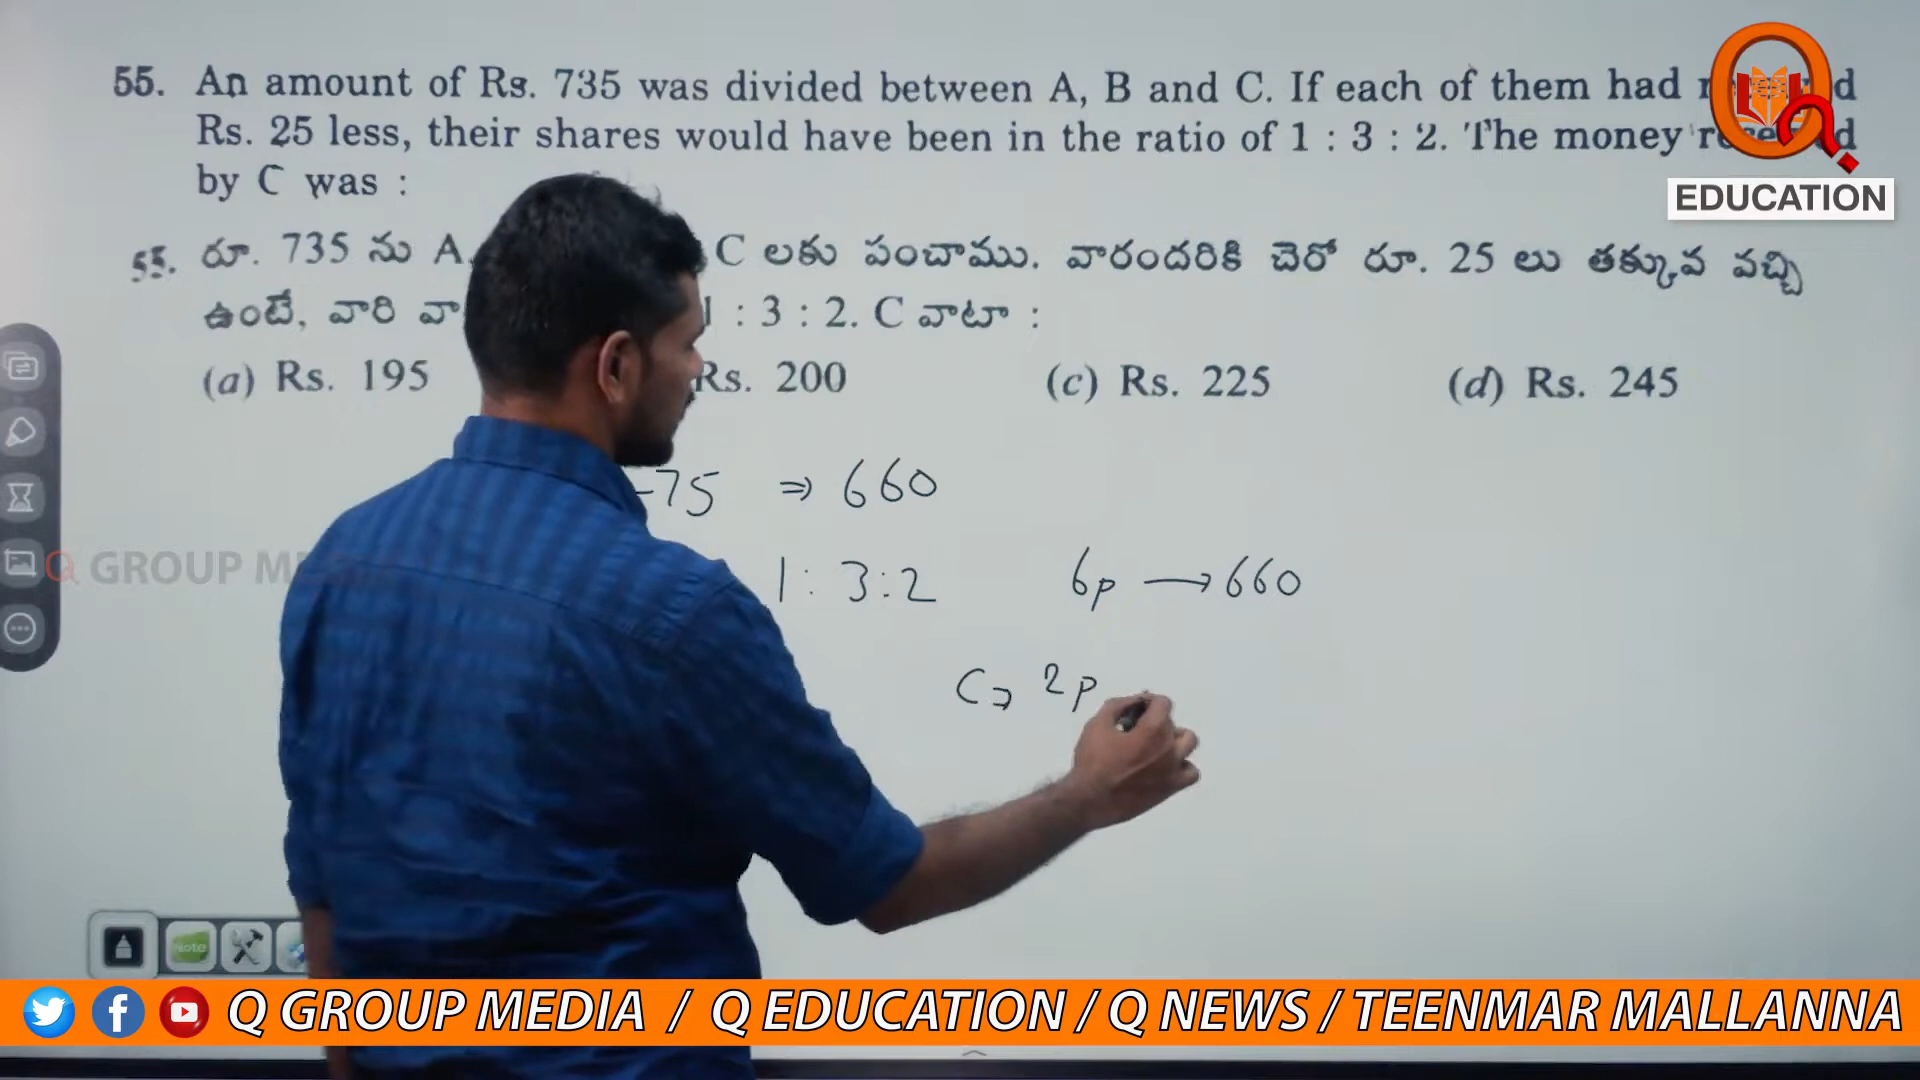 55. An amount of Rs. 735 was divided between A, B and C. If each of them had
Rs. 25 less, their shares would have been in the ratio of 1 : 3 : 2. The money
by C was :
EDUCATION
55. రూ. 735 ను A, C లకు పంచాము. వారందరికి చెరో రూ. 25 లు తక్కువ వచ్చి
ఉంటే, వారి 1 : 3 : 2. C వాటా :
(a) Rs. 195 Rs. 200 (c) Rs. 225 (d) Rs. 245
-75 ⇒ 660
Q GROUP
1 : 3 : 2 6p → 660
C → 2p
Note
Q GROUP MEDIA / Q EDUCATION / Q NEWS / TEENMAR MALLANNA